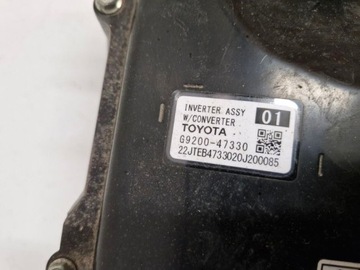 INVERTER ASSY
W/CONVERTER
01
TOYOTA
G9200-47330
22JTEB4733020J200085